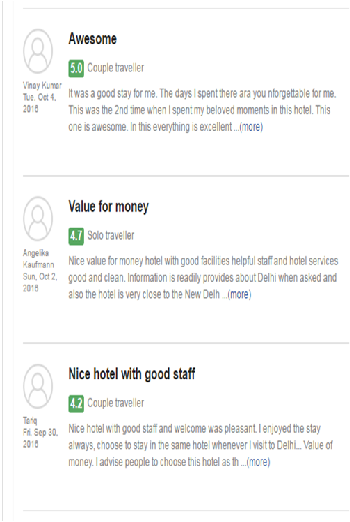 Awesome
5.0 Couple traveller
Vinay Kumar
Tue, Oct 4,
2016
It was a good stay for me. The days I spent there ara you nforgettable for me.
This was the 2nd time when I spent my beloved moments in this hotel. This
one is awesome. In this everything is excellent ...(more)
Value for money
4.7 Solo traveller
Angelika
Kaufmann
Sun, Oct 2,
2016
Nice value for money hotel with good facilities helpful staff and hotel services
good and clean. Information is readily provides about Delhi when asked and
also the hotel is very close to the New Delh ...(more)
Nice hotel with good staff
4.2 Couple traveller
Tariq
Fri, Sep 30,
2016
Nice hotel with good staff and welcome was pleasant. I enjoyed the stay
always, choose to stay in the same hotel whenever I visit to Delhi... Value of
money. I advise people to choose this hotel as th ...(more)